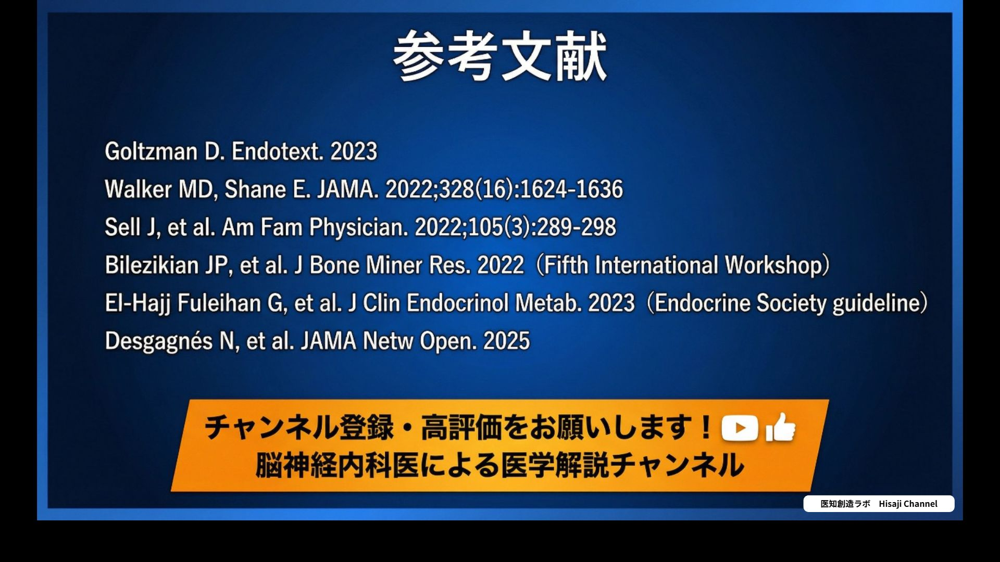 参考文献
Goltzman D. Endotext. 2023
Walker MD, Shane E. JAMA. 2022;328(16):1624-1636
Sell J, et al. Am Fam Physician. 2022;105(3):289-298
Bilezikian JP, et al. J Bone Miner Res. 2022（Fifth International Workshop）
El-Hajj Fuleihan G, et al. J Clin Endocrinol Metab. 2023（Endocrine Society guideline）
Desgagnés N, et al. JAMA Netw Open. 2025
チャンネル登録・高評価をお願いします！
脳神経内科医による医学解説チャンネル
医知創造ラボ　Hisaji Channel